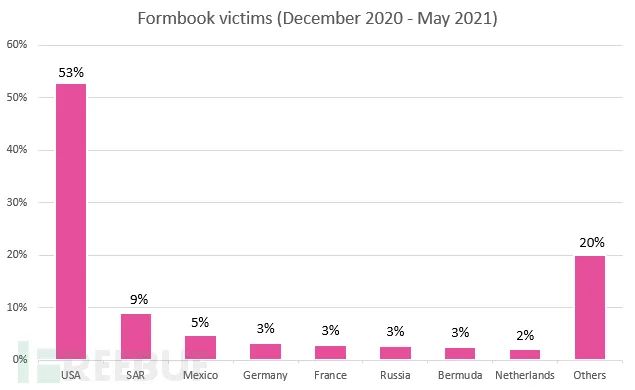 Formbook victims (December 2020 - May 2021)
60%
50%
40%
30%
20%
10%
0%
53%
9%
5%
3%
3%
3%
3%
2%
20%
USA
SAR
Mexico
Germany
France
Russia
Bermuda
Netherlands
Others
FREEBUF